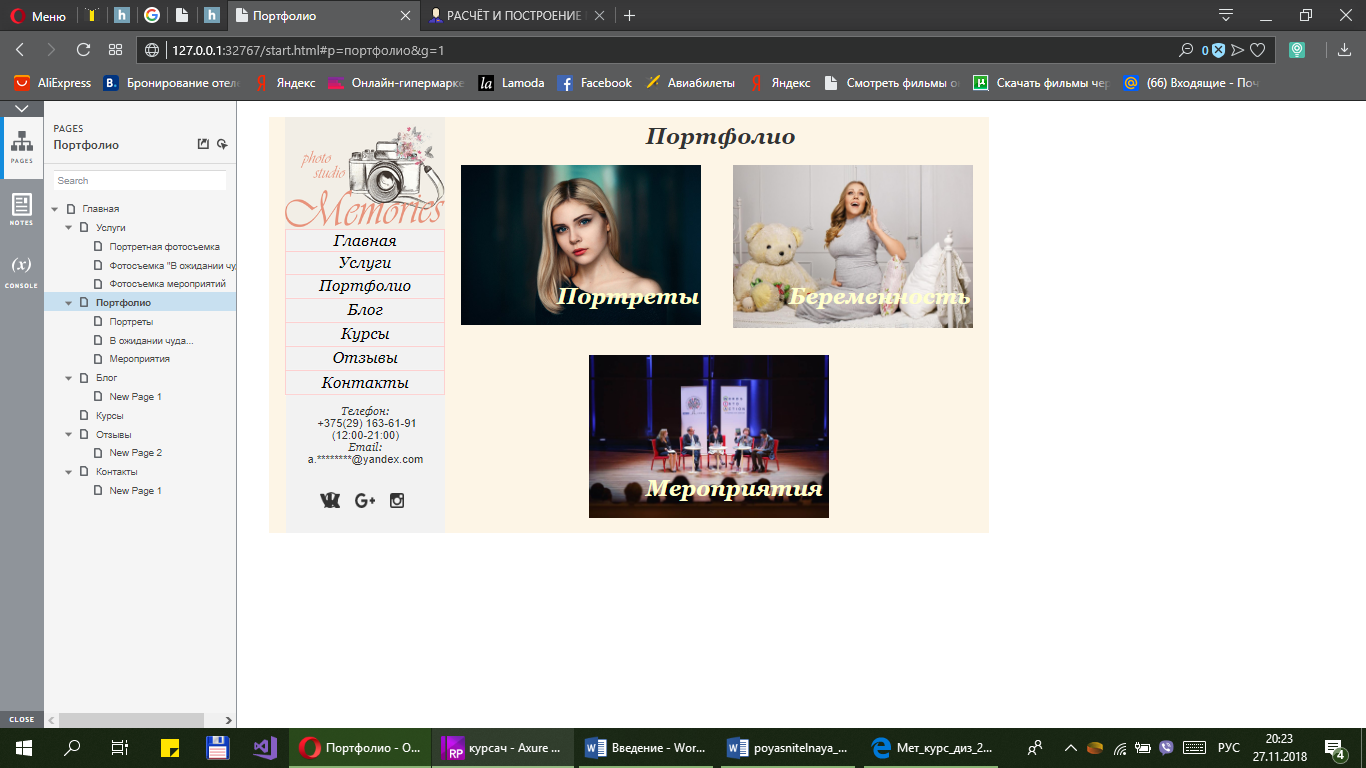 Меню
Портфолио
РАСЧЁТ И ПОСТРОЕНИЕ
127.0.0.1:32767/start.html#p=портфолио&g=1
0
AliExpress
Бронирование отеле
Яндекс
Онлайн-гипермарке
Lamoda
Facebook
Авиабилеты
Яндекс
Смотреть фильмы о
Скачать фильмы чер
(66) Входящие - Поч
PAGES
NOTES
(x)
CONSOLE
CLOSE
PAGES
Портфолио
Search
Главная
Услуги
Портретная фотосъемка
Фотосъемка "В ожидании чу
Фотосъемка мероприятий
Портфолио
Портреты
В ожидании чуда...
Мероприятия
Блог
New Page 1
Курсы
Отзывы
New Page 2
Контакты
New Page 1
photo
studio
Memories
Главная
Услуги
Портфолио
Блог
Курсы
Отзывы
Контакты
Телефон:
+375(29) 163-61-91
(12:00-21:00)
Email:
a.********@yandex.com
G+
Портфолио
Портреты
Беременность
Мероприятия
Портфолио - O...
RP
курсач - Axure ...
Введение - Wor...
poyasnitelnaya_...
Мет_курс_диз_2...
РУС
20:23
27.11.2018
4